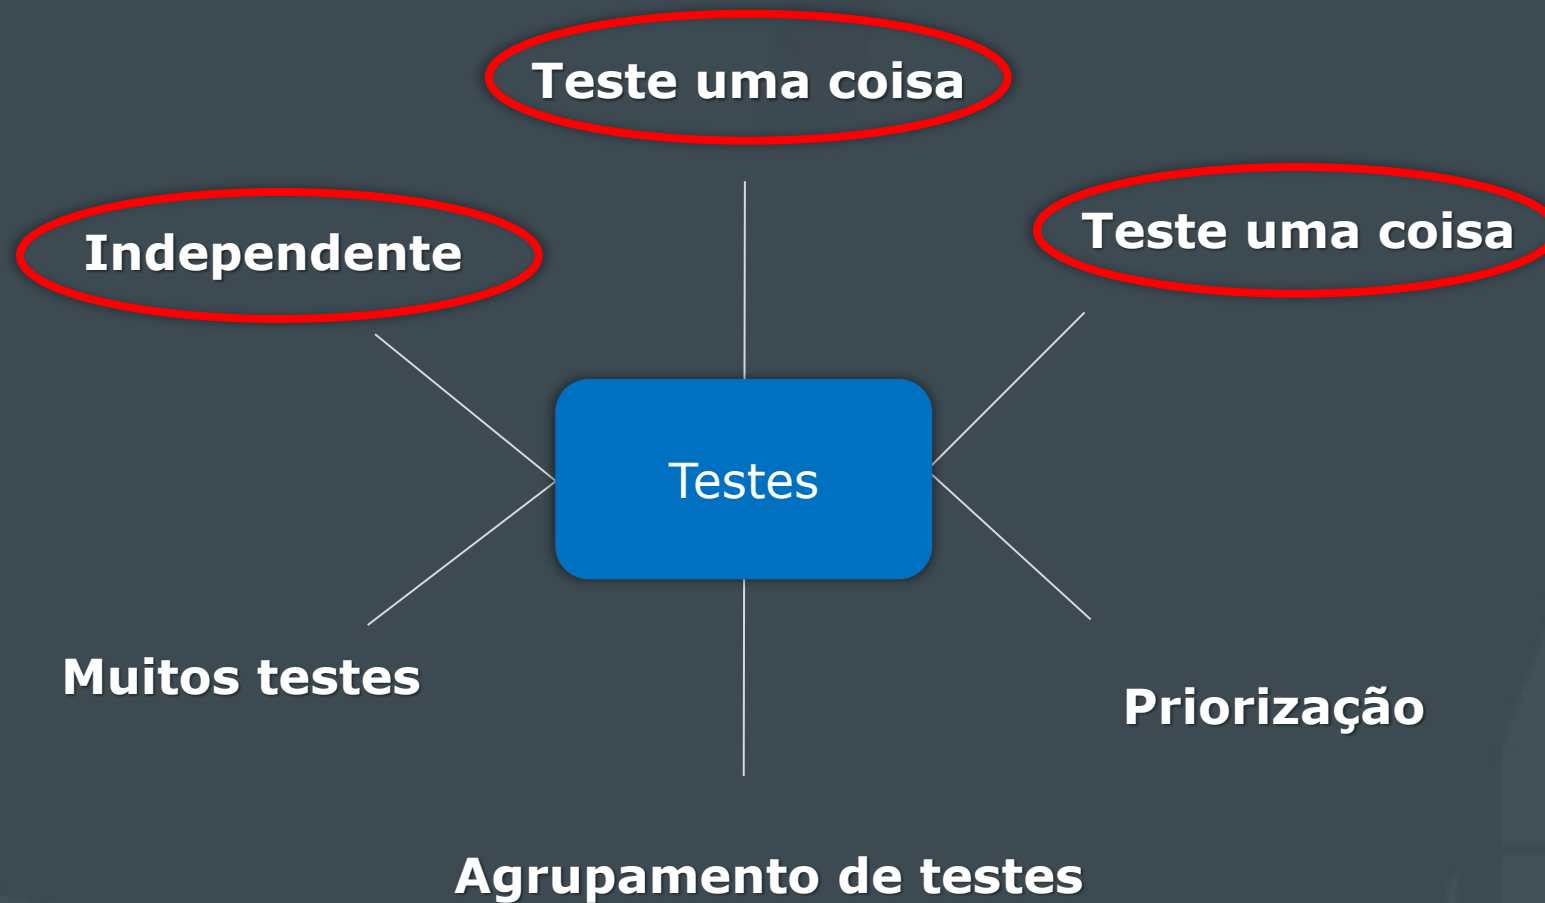 Teste uma coisa
Independente
Teste uma coisa
Testes
Muitos testes
Priorização
Agrupamento de testes